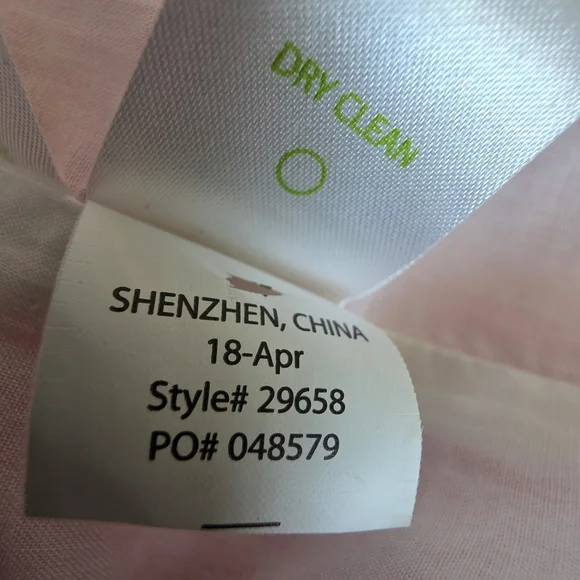 DRY CLEAN
SHENZHEN, CHINA
18-Apr
Style# 29658
PO# 048579